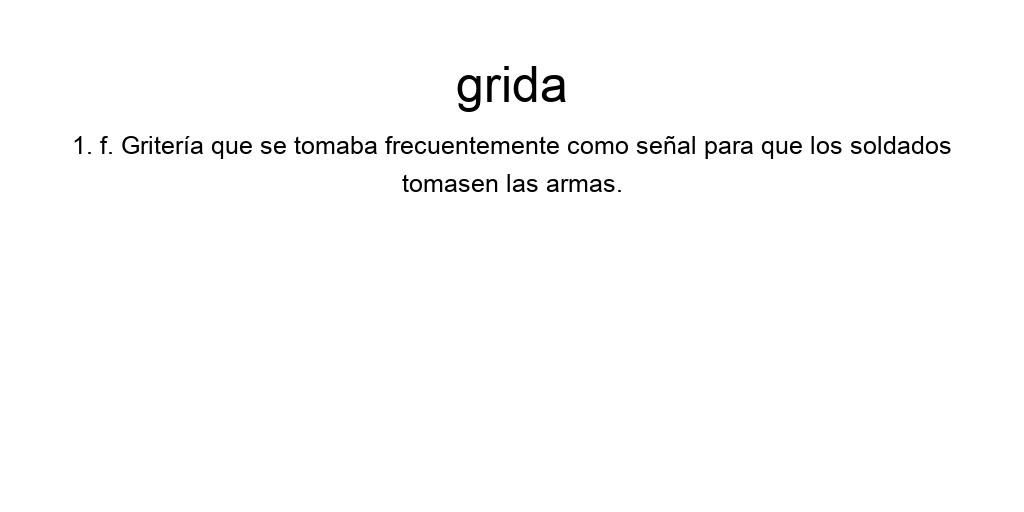 grida
1. f. Gritería que se tomaba frecuentemente como señal para que los soldados
tomasen las armas.